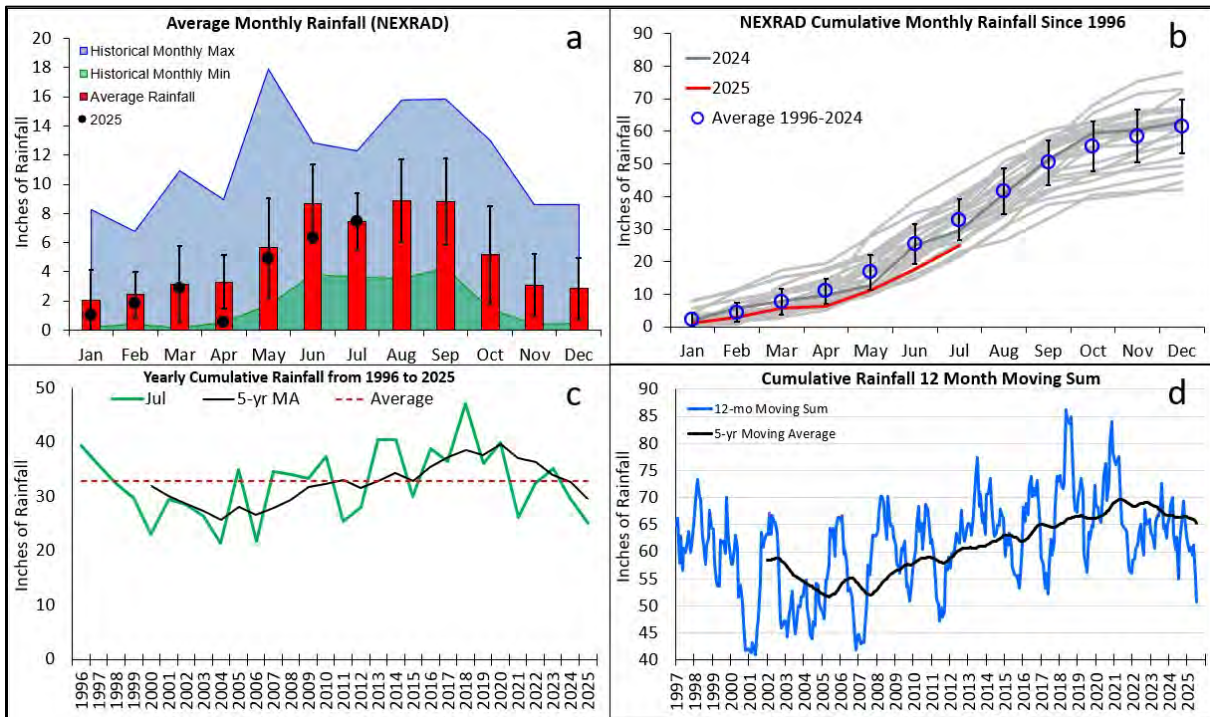 Average Monthly Rainfall (NEXRAD)
a
20
18
16
14
12
10
8
6
4
2
0
Inches of Rainfall
Historical Monthly Max
Historical Monthly Min
Average Rainfall
2025
Jan Feb Mar Apr May Jun Jul Aug Sep Oct Nov Dec
NEXRAD Cumulative Monthly Rainfall Since 1996
b
90
80
70
60
50
40
30
20
10
0
Inches of Rainfall
2024
2025
Average 1996-2024
Jan Feb Mar Apr May Jun Jul Aug Sep Oct Nov Dec
Yearly Cumulative Rainfall from 1996 to 2025
c
50
40
30
20
10
0
Inches of Rainfall
Jul 5-yr MA Average
1996 1997 1998 1999 2000 2001 2002 2003 2004 2005 2006 2007 2008 2009 2010 2011 2012 2013 2014 2015 2016 2017 2018 2019 2020 2021 2022 2023 2024 2025
Cumulative Rainfall 12 Month Moving Sum
d
90
85
80
75
70
65
60
55
50
45
40
Inches of Rainfall
12-mo Moving Sum
5-yr Moving Average
1997 1998 1999 2000 2001 2002 2003 2004 2005 2006 2007 2008 2009 2010 2011 2012 2013 2014 2015 2016 2017 2018 2019 2020 2021 2022 2023 2024 2025